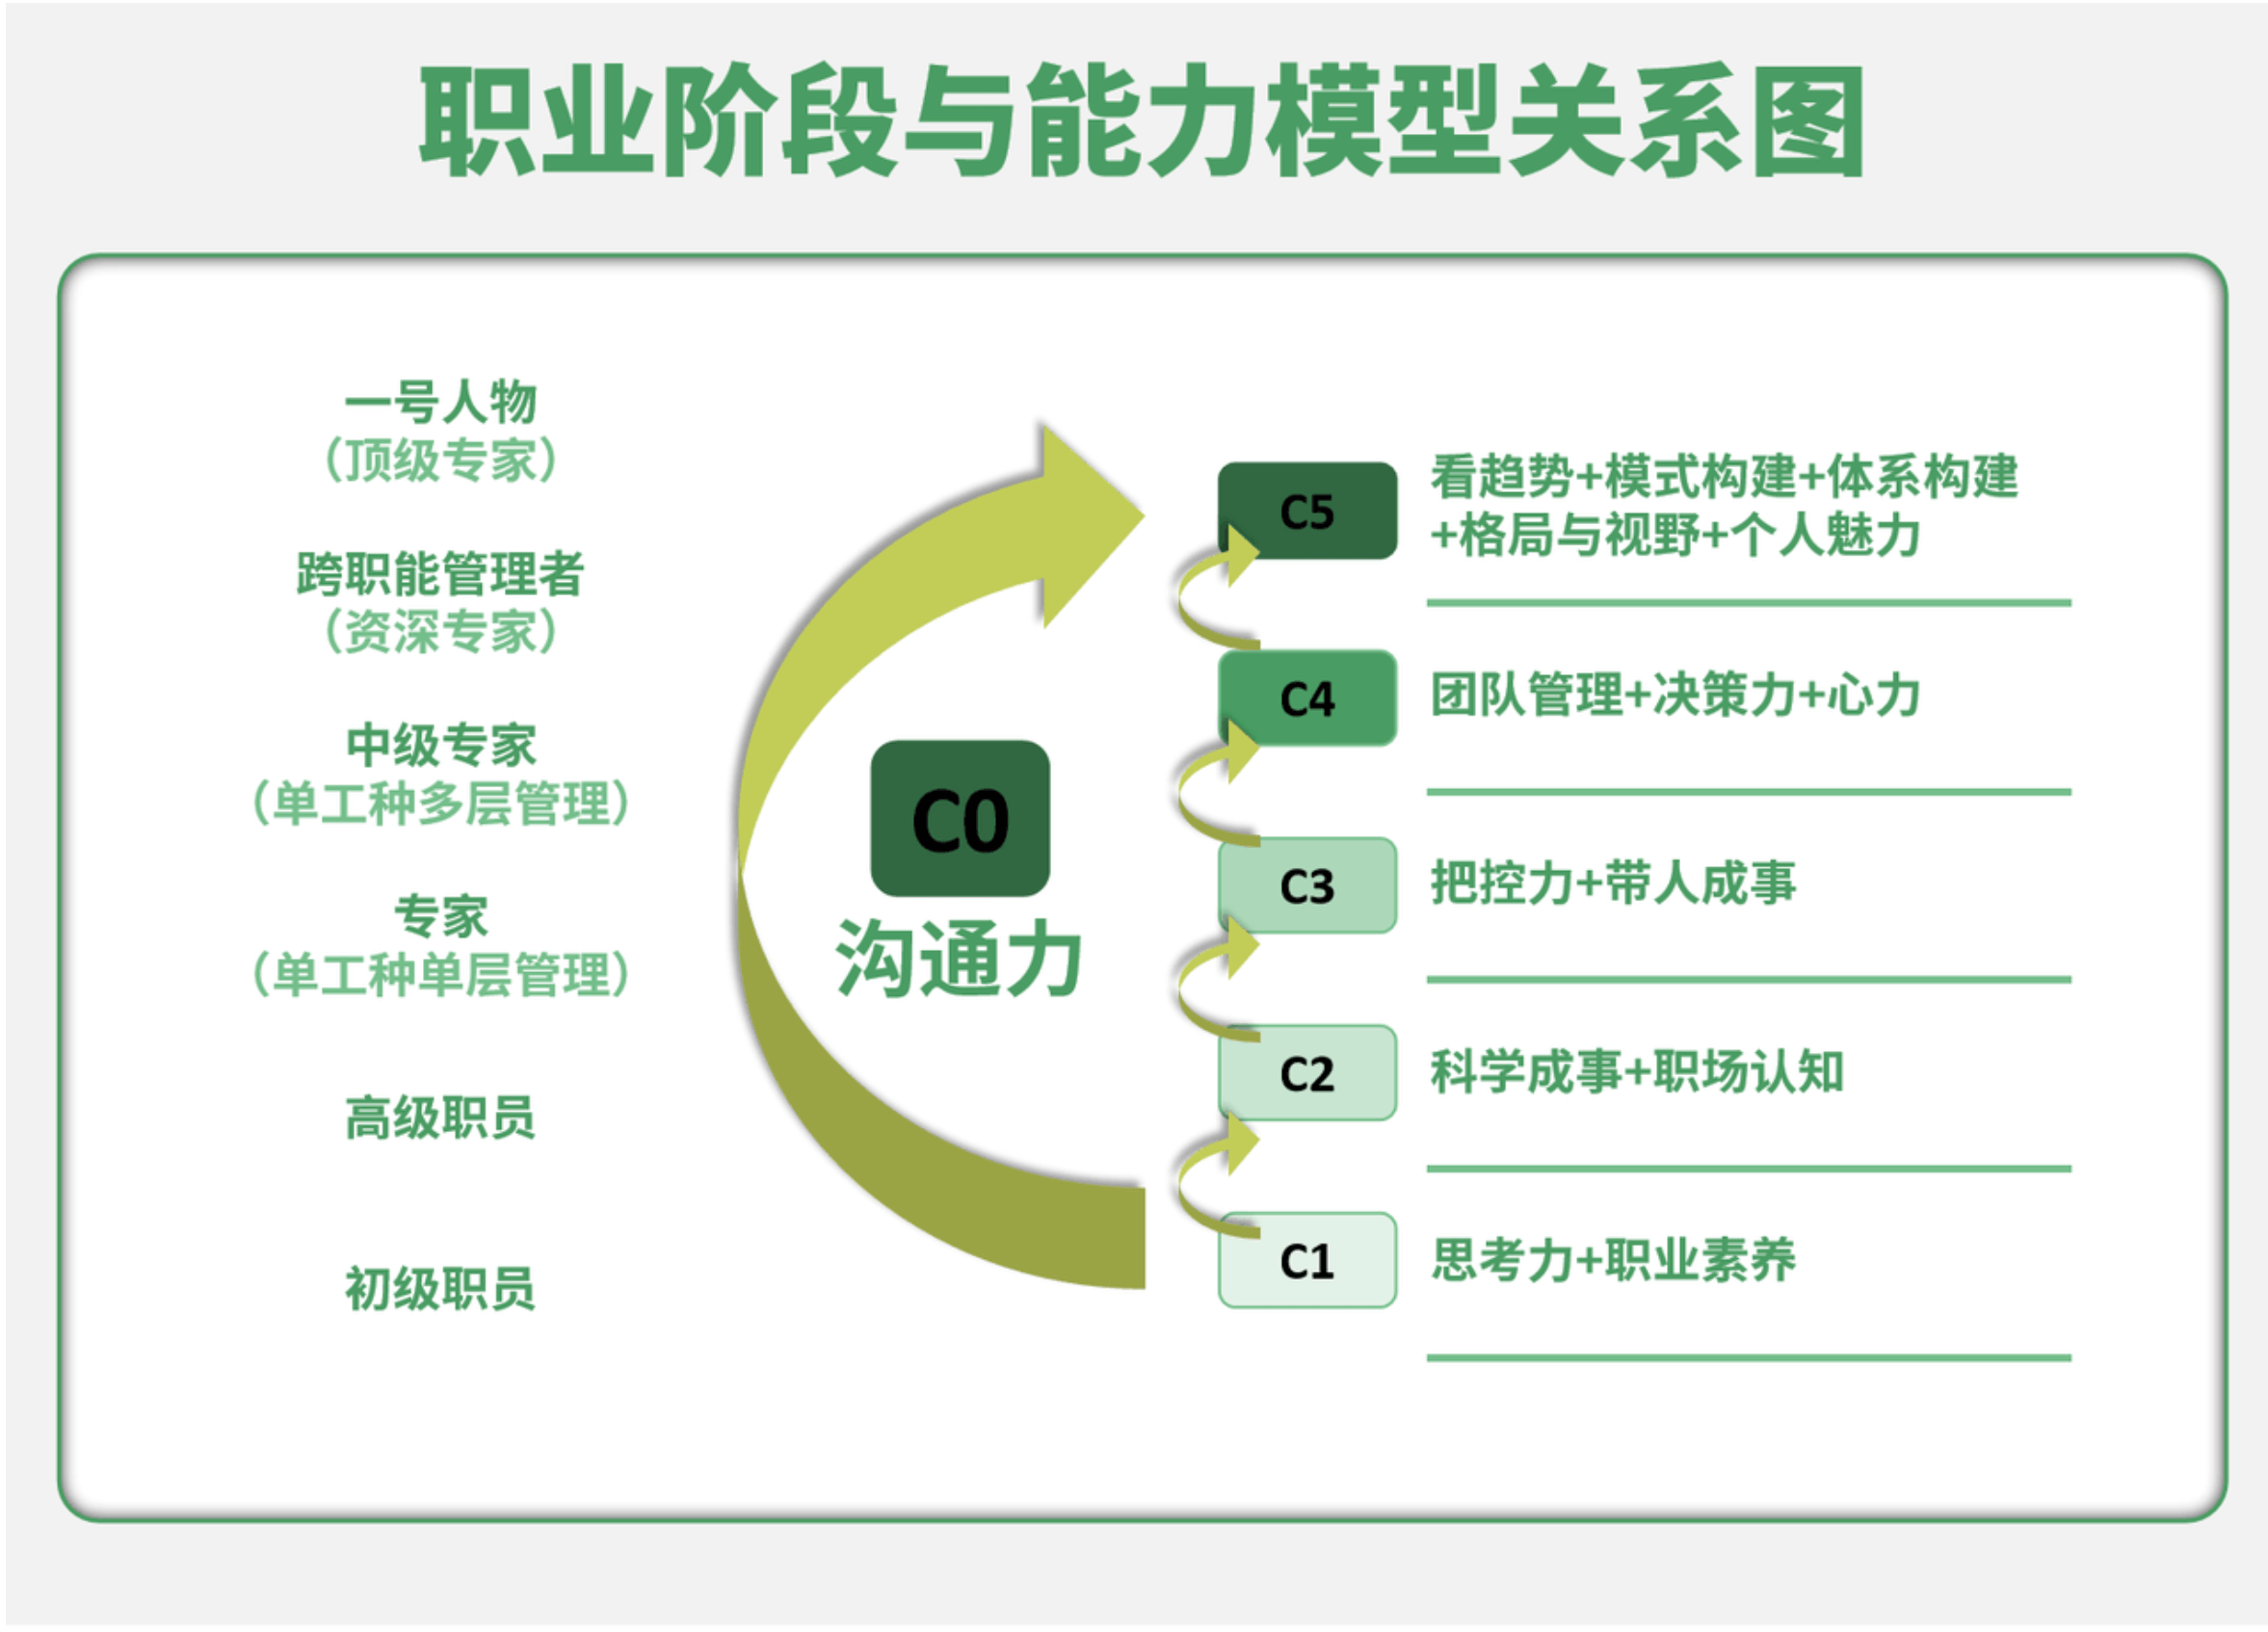 职业阶段与能力模型关系图
一号人物
（顶级专家）
跨职能管理者
（资深专家）
中级专家
（单工种多层管理）
专家
（单工种单层管理）
高级职员
初级职员
C0
沟通力
C5
看趋势+模式构建+体系构建
+格局与视野+个人魅力
C4
团队管理+决策力+心力
C3
把控力+带人成事
C2
科学成事+职场认知
C1
思考力+职业素养